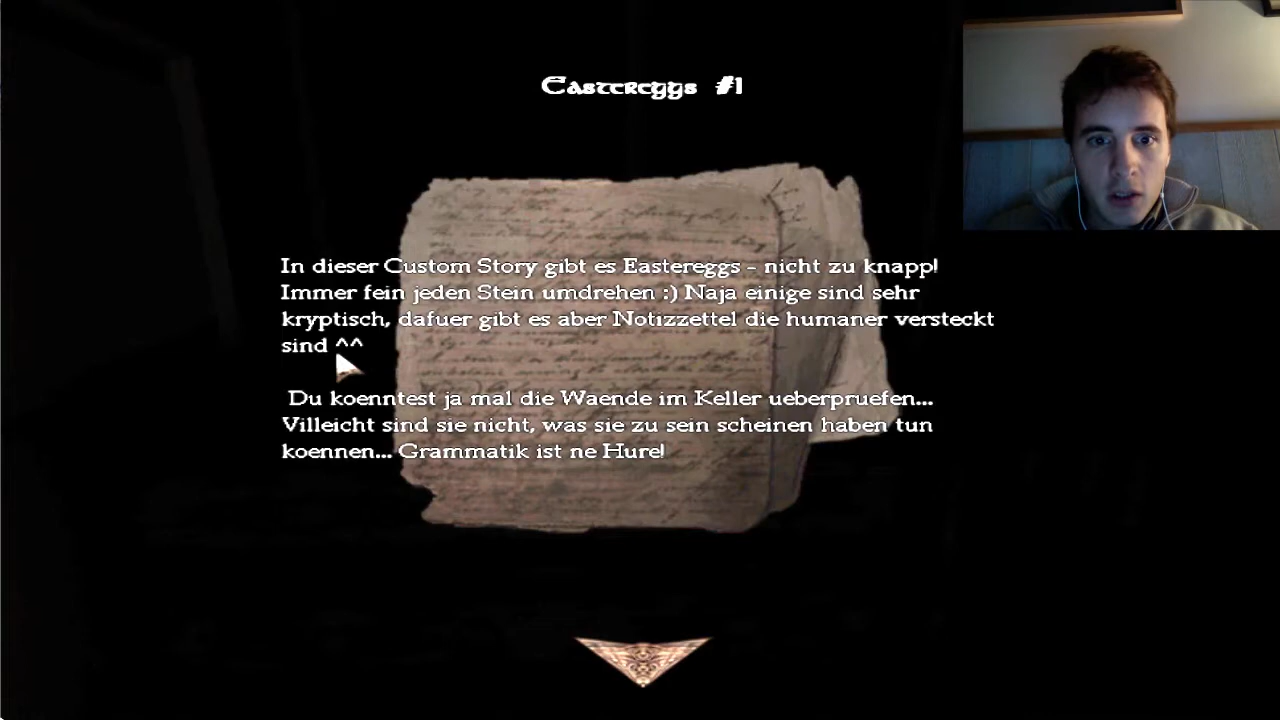 Eastereggs #1
In dieser Custom Story gibt es Eastereggs - nicht zu knapp!
Immer fein jeden Stein umdrehen :) Naja einige sind sehr
kryptisch, dafuer gibt es aber Notizzettel die humaner versteckt
sind ^^
Du koenntest ja mal die Waende im Keller ueberpruefen...
Villeicht sind sie nicht, was sie zu sein scheinen haben tun
koennen... Grammatik ist ne Hure!